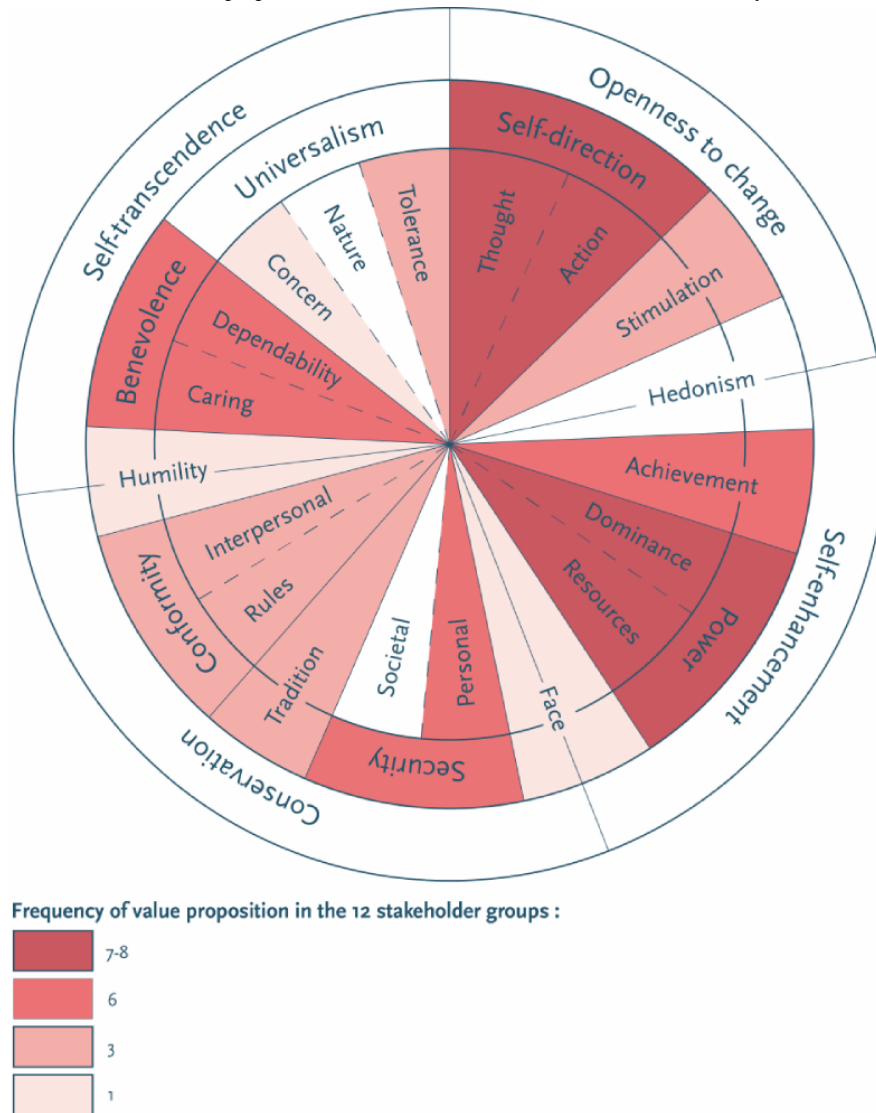 Self-transcendence
Openness to change
Universalism
Self-direction
Nature
Tolerance
Thought
Action
Concern
Stimulation
Benevolence
Dependability
Caring
Hedonism
Humility
Achievement
Interpersonal
Dominance
Rules
Resources
Conformity
Power
Self-enhancement
Tradition
Societal
Personal
Face
Security
Conservation
Frequency of value proposition in the 12 stakeholder groups :
7-8
6
3
1